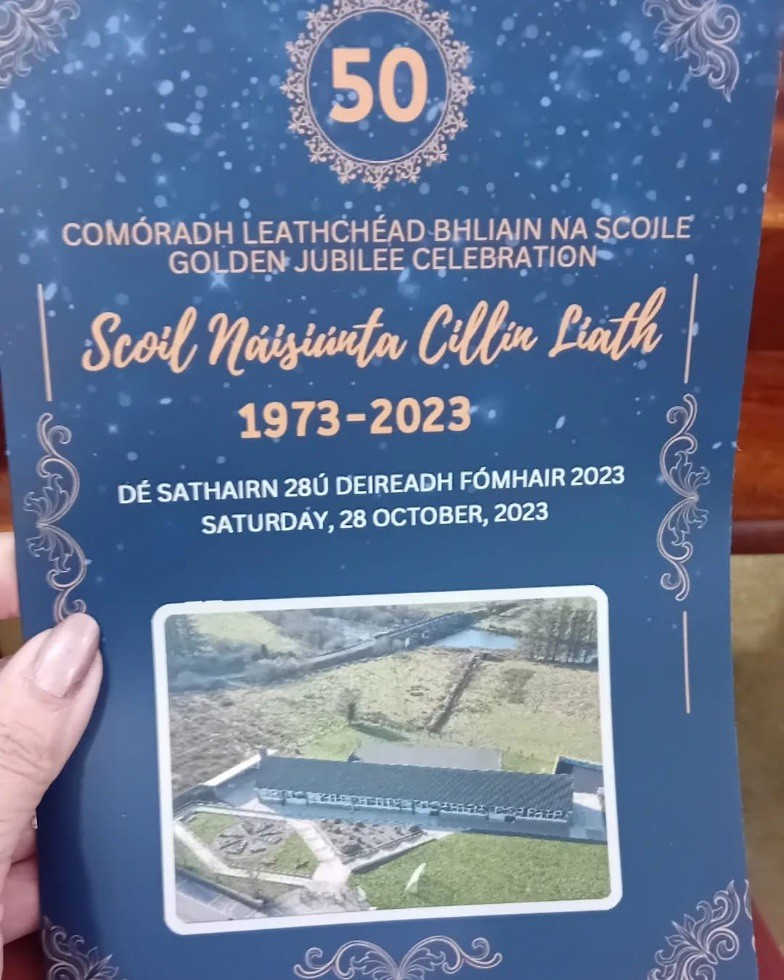 50
COMÓRADH LEATHCHÉAD BHLIAIN NA SCOILE
GOLDEN JUBILEE CELEBRATION
Scoil Náisiúnta Cillín Liath
1973-2023
DÉ SATHAIRN 28Ú DEIREADH FÓMHAIR 2023
SATURDAY, 28 OCTOBER, 2023